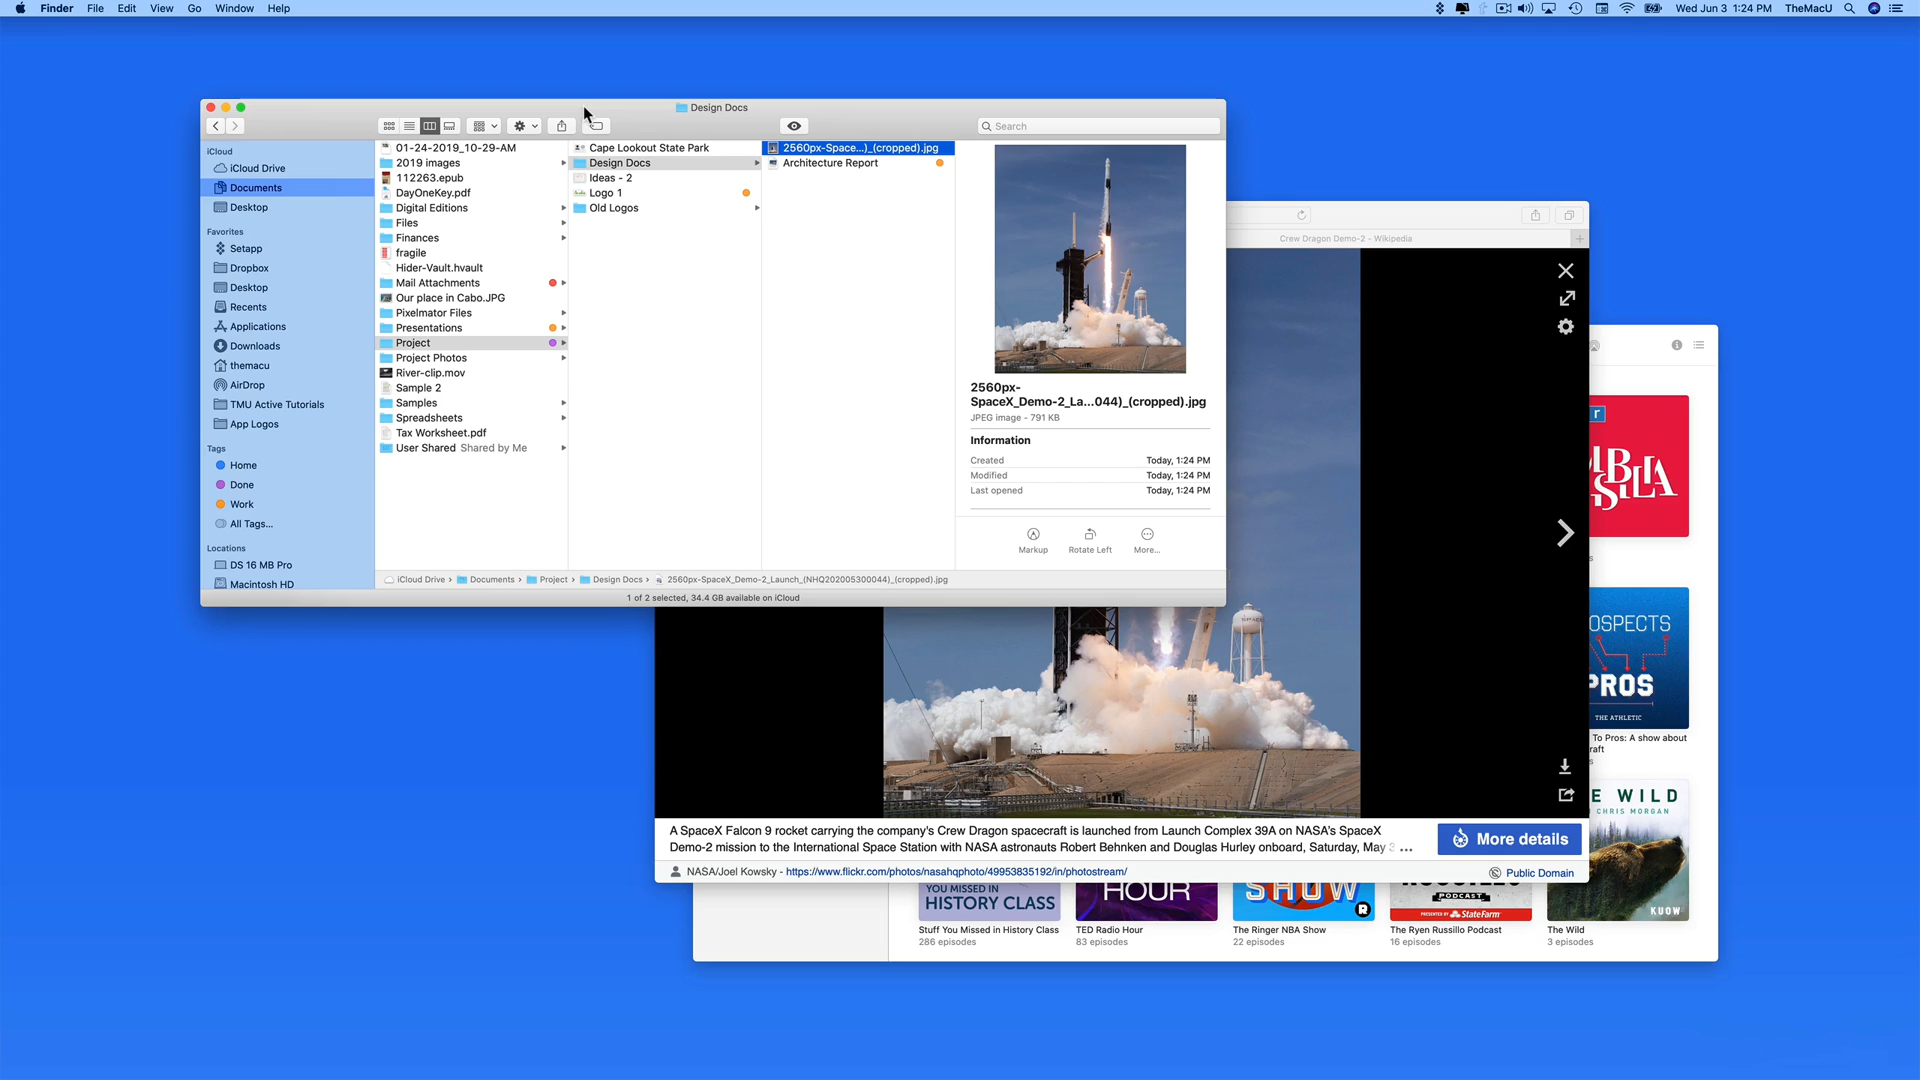 Finder File Edit View Go Window Help
Wed Jun 3 1:24 PM TheMacU
Design Docs
Search
iCloud
iCloud Drive
Documents
Desktop
Favorites
Setapp
Dropbox
Desktop
Recents
Applications
Downloads
themacu
AirDrop
TMU Active Tutorials
App Logos
Tags
Home
Done
Work
All Tags...
Locations
DS 16 MB Pro
Macintosh HD
01-24-2019_10-29-AM
2019 images
112263.epub
DayOneKey.pdf
Digital Editions
Files
Finances
fragile
Hider-Vault.hvault
Mail Attachments
Our place in Cabo.JPG
Pixelmator Files
Presentations
Project
Project Photos
River-clip.mov
Sample 2
Samples
Spreadsheets
Tax Worksheet.pdf
User Shared Shared by Me
Cape Lookout State Park
Design Docs
Ideas - 2
Logo 1
Old Logos
2560px-Space...)_(cropped).jpg
Architecture Report
2560px-
SpaceX_Demo-2_La...044)_(cropped).jpg
JPEG image - 791 KB
Information
Created Today, 1:24 PM
Modified Today, 1:24 PM
Last opened Today, 1:24 PM
Markup Rotate Left More...
iCloud Drive › Documents › Project › Design Docs › 2560px-SpaceX_Demo-2_Launch_(NHQ202005300044)_(cropped).jpg
1 of 2 selected, 34.4 GB available on iCloud
Crew Dragon Demo-2 - Wikipedia
A SpaceX Falcon 9 rocket carrying the company's Crew Dragon spacecraft is launched from Launch Complex 39A on NASA's SpaceX
Demo-2 mission to the International Space Station with NASA astronauts Robert Behnken and Douglas Hurley onboard, Saturday, May ...
More details
NASA/Joel Kowsky - https://www.flickr.com/photos/nasahqphoto/49953835192/in/photostream/
Public Domain
OSPECTS
PROS
THE ATHLETIC
To Pros: A show about
raft
E WILD
CHRIS MORGAN
KUOW
YOU MISSED IN
HISTORY CLASS
HOUR
SHOW
PODCAST
PRESENTED BY StateFarm
Stuff You Missed in History Class
286 episodes
TED Radio Hour
83 episodes
The Ringer NBA Show
22 episodes
The Ryen Russillo Podcast
16 episodes
The Wild
3 episodes